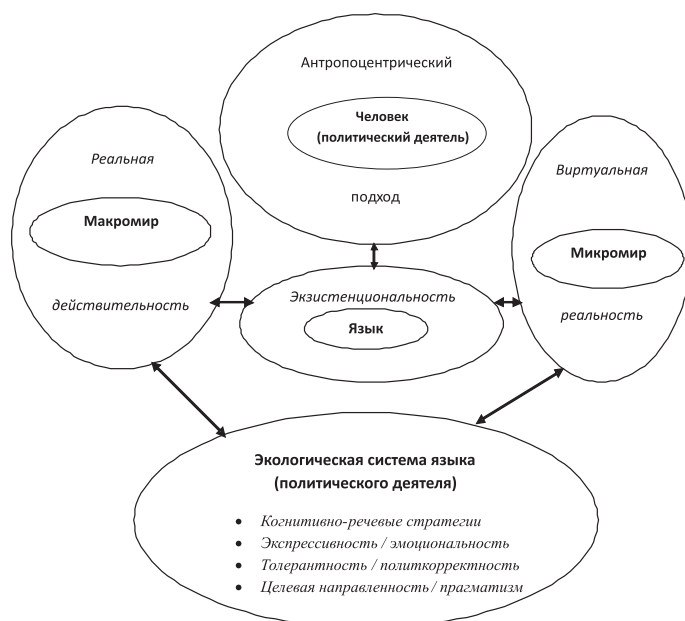 Антропоцентрический
Человек
(политический деятель)
подход
Реальная
Макромир
действительность
Виртуальная
Микромир
реальность
Экзистенциональность
Язык
Экологическая система языка
(политического деятеля)
• Когнитивно-речевые стратегии
• Экспрессивность / эмоциональность
• Толерантность / политкорректность
• Целевая направленность / прагматизм